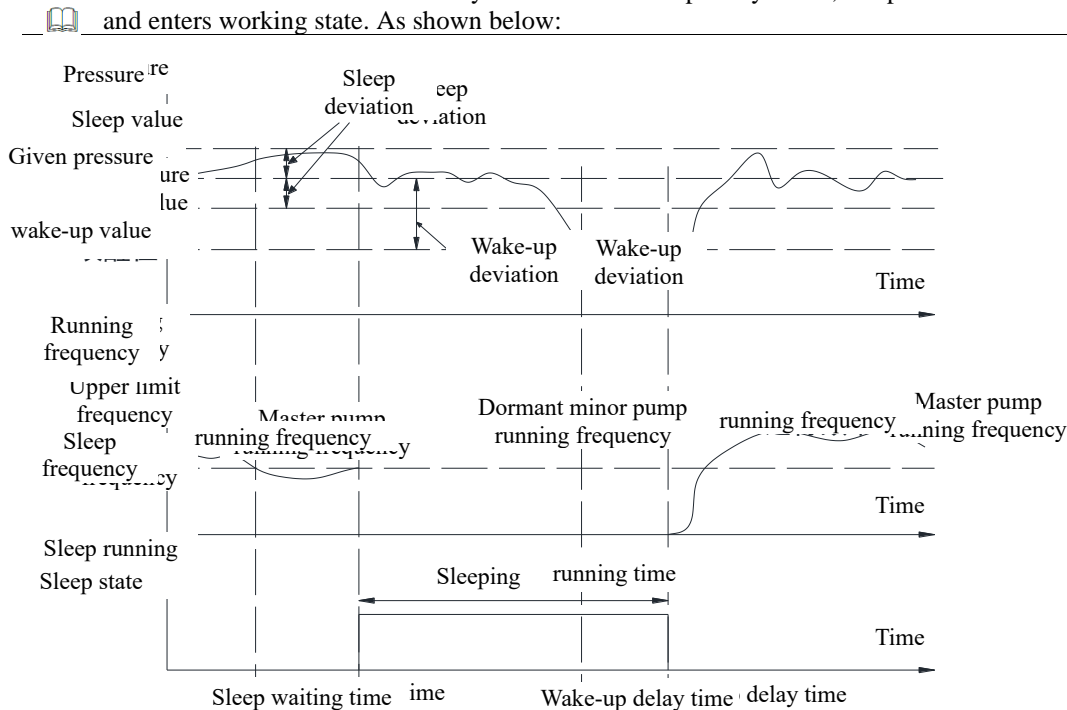 and enters working state. As shown below:
Pressure
Sleep
deviation
Sleep value
Given pressure
wake-up value
Wake-up
deviation
Wake-up
deviation
Time
Running
frequency
Upper limit
frequency
Master pump
running frequency
Dormant minor pump
running frequency
running frequency
Master pump
running frequency
Sleep
frequency
Time
Sleep running
Sleep state
Sleeping
running time
Time
Sleep waiting time
Wake-up delay time
delay time